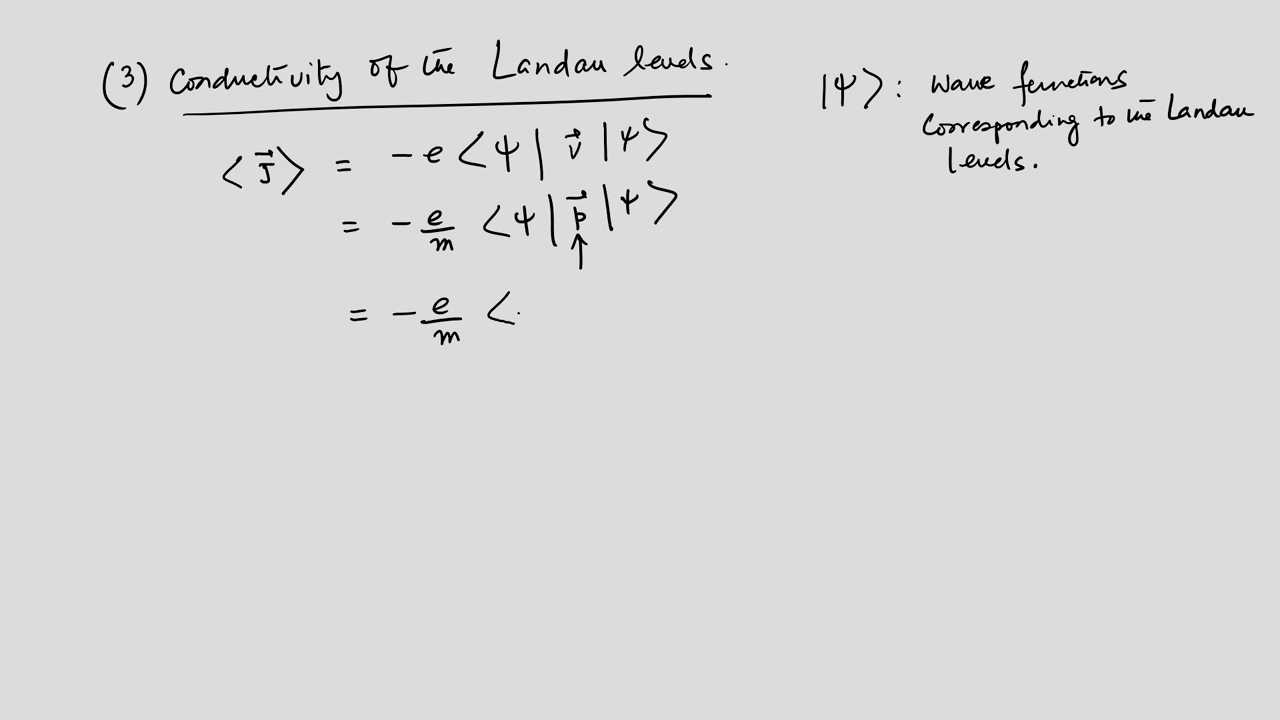 (3) Conductivity of the Landau levels.
⟨J⃗⟩ = -e ⟨ψ| v⃗ |ψ⟩
= - e/m ⟨ψ| p⃗ |ψ⟩
↑
= - e/m ⟨
|ψ⟩ : Wave functions
Corresponding to the Landau
levels.